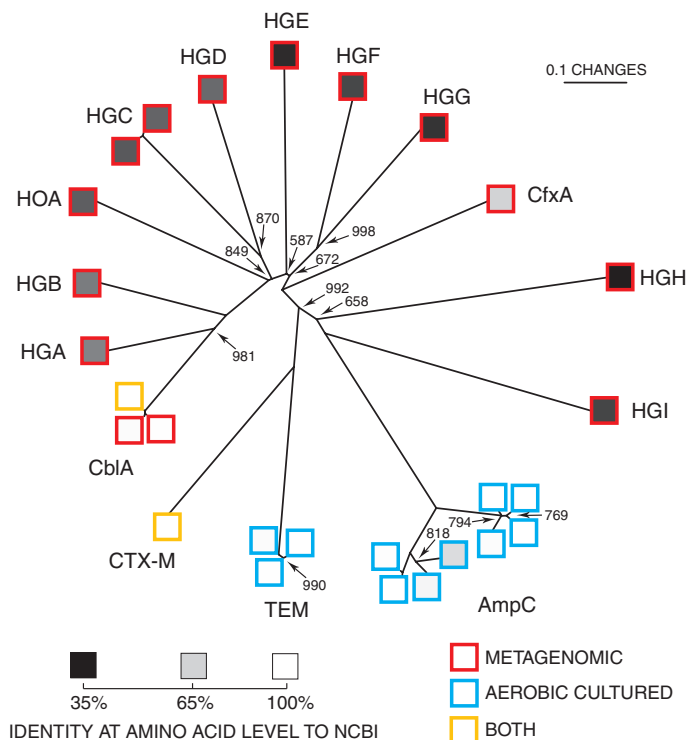 HGE
HGD
HGF
HGC
HGG
0.1 CHANGES
HOA
CfxA
870
587
998
849
672
HGB
992
658
HGH
HGA
981
HGI
CblA
794
769
818
CTX-M
990
TEM
AmpC
35%
65%
100%
IDENTITY AT AMINO ACID LEVEL TO NCBI
METAGENOMIC
AEROBIC CULTURED
BOTH